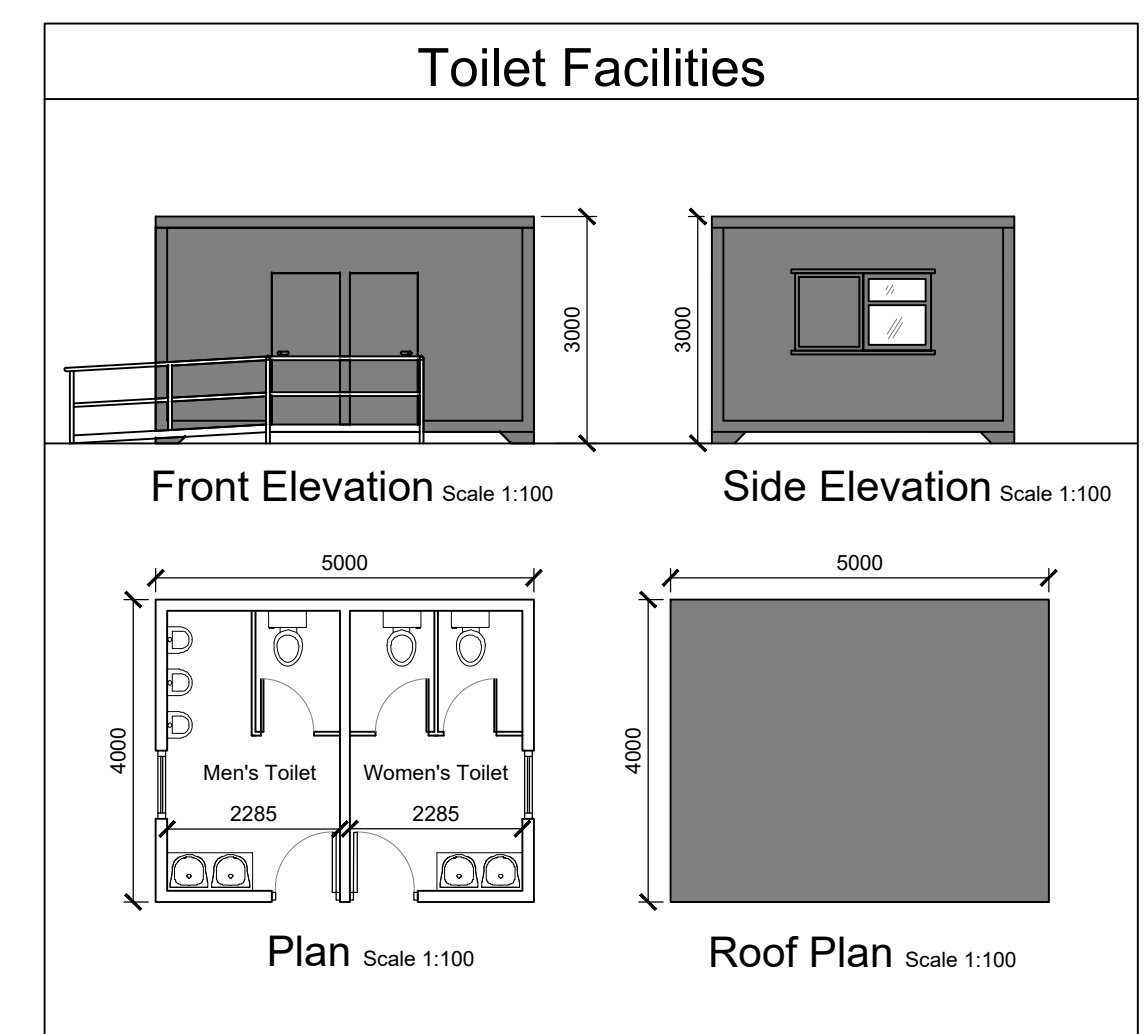 Toilet Facilities
3000
3000
Front Elevation Scale 1:100
Side Elevation Scale 1:100
5000
5000
4000
4000
Men's Toilet
Women's Toilet
2285
2285
Plan Scale 1:100
Roof Plan Scale 1:100